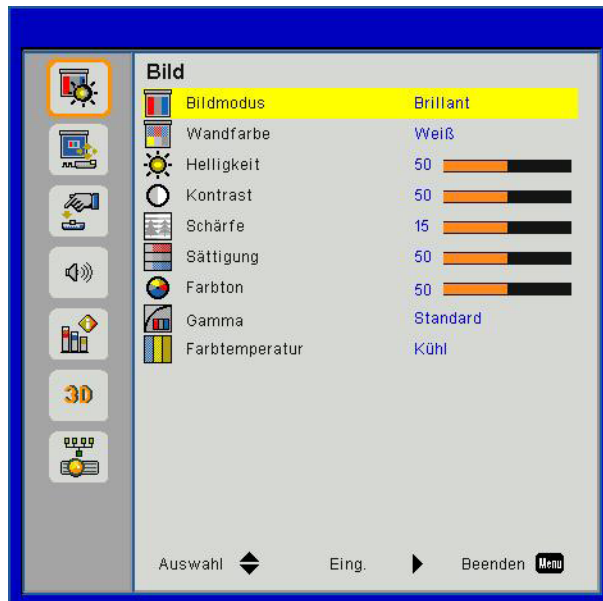 Bild
Bildmodus Brillant
Wandfarbe Weiß
Helligkeit 50
Kontrast 50
Schärfe 15
Sättigung 50
Farbton 50
Gamma Standard
Farbtemperatur Kühl
3D
Auswahl Eing. Beenden Menu